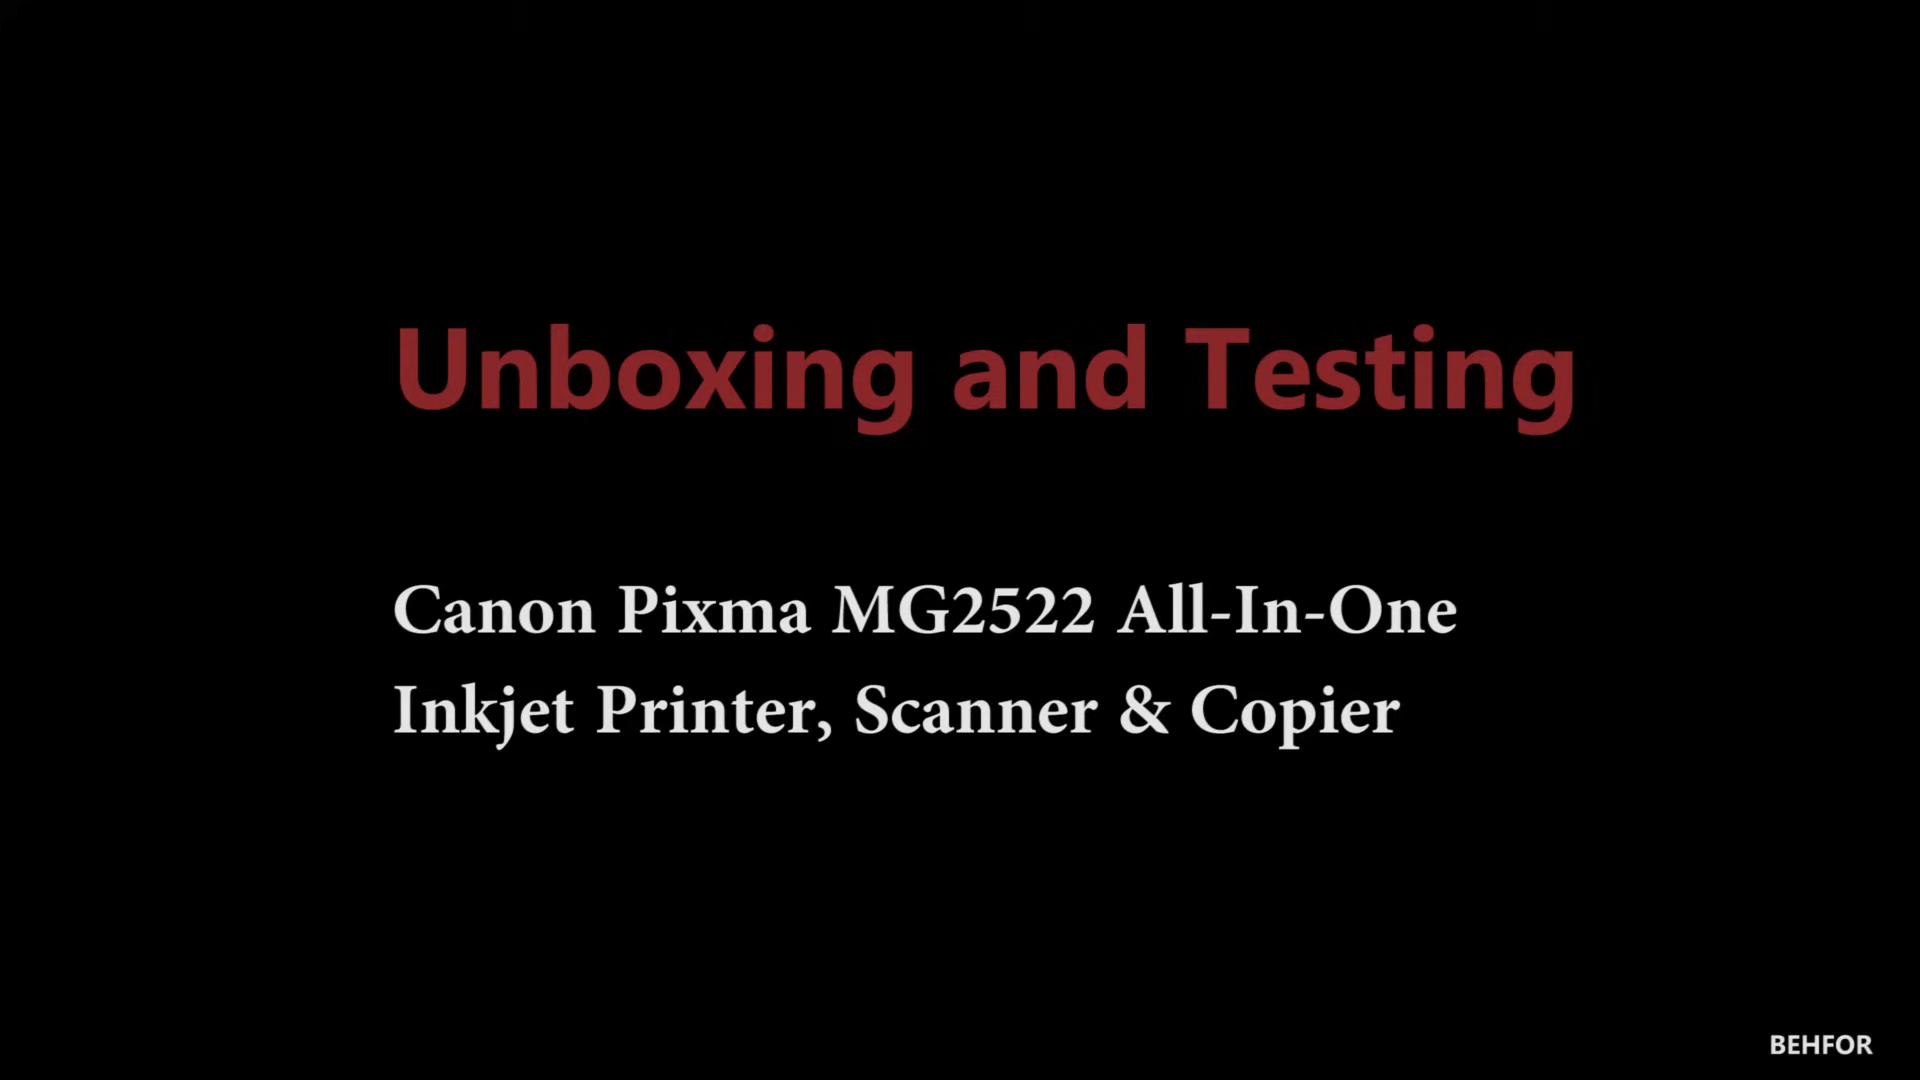 Unboxing and Testing
Canon Pixma MG2522 All-In-One
Inkjet Printer, Scanner & Copier
BEHFOR